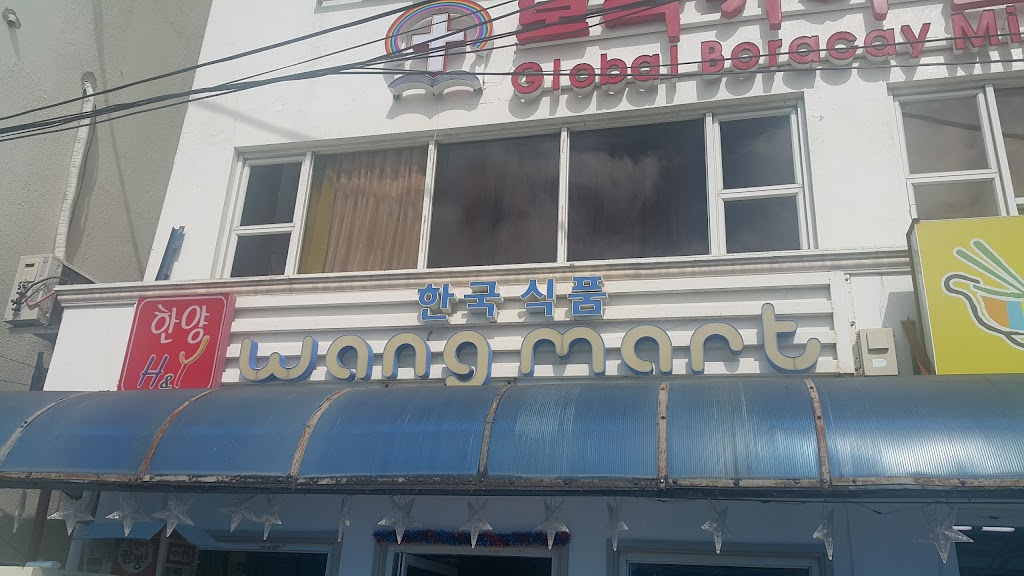 Global Boracay Mi
한국 식품
한양
H&Y
wang mart